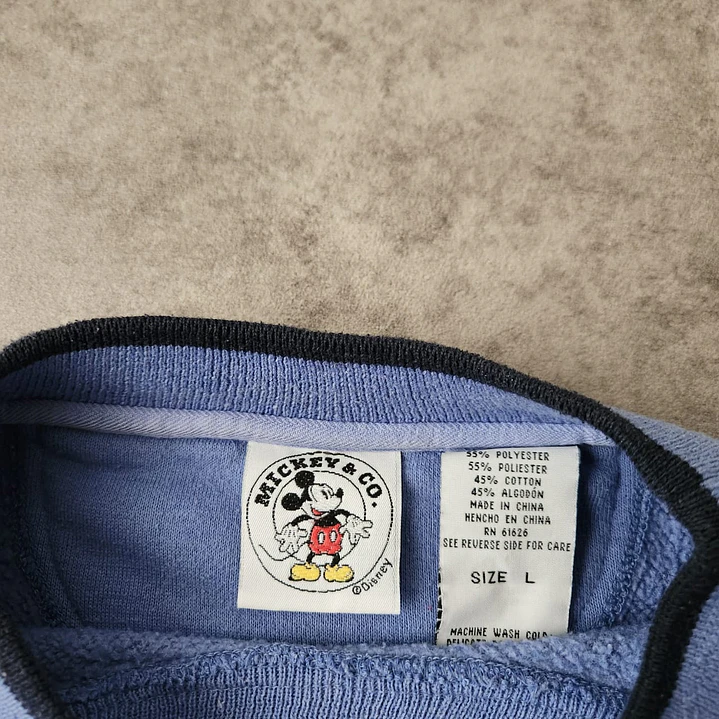 MICKEY & CO.
©Disney
55% POLYESTER
55% POLIESTER
45% COTTON
45% ALGODÓN
MADE IN CHINA
HENCHO EN CHINA
RN 61626
SEE REVERSE SIDE FOR CARE
SIZE L
MACHINE WASH COLD